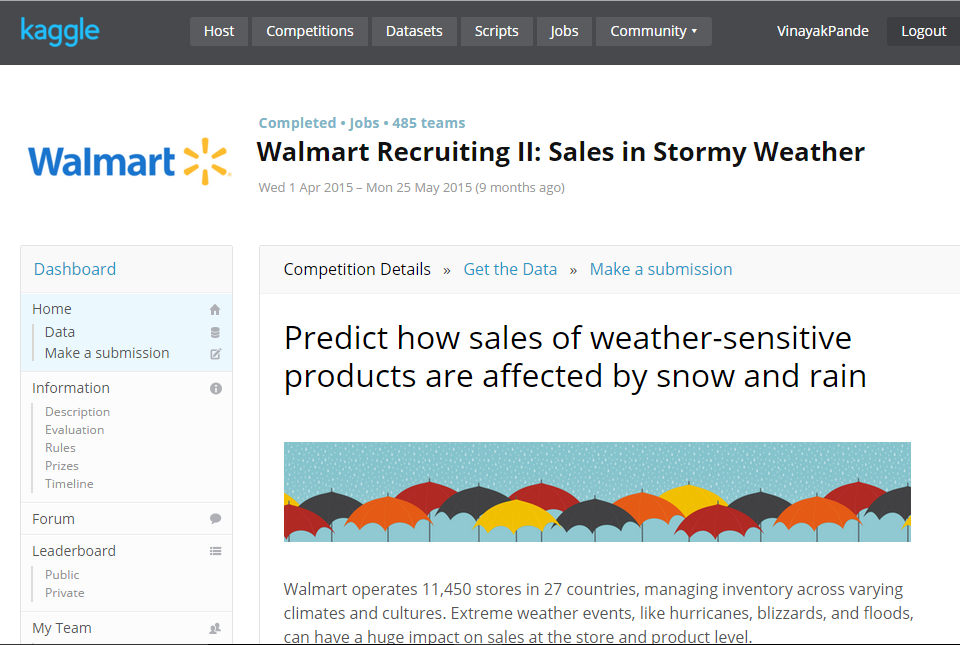 kaggle
Host Competitions Datasets Scripts Jobs Community ▾ VinayakPande Logout
Completed • Jobs • 485 teams
Walmart
Walmart Recruiting II: Sales in Stormy Weather
Wed 1 Apr 2015 – Mon 25 May 2015 (9 months ago)
Dashboard
Home
Data
Make a submission
Information
Description
Evaluation
Rules
Prizes
Timeline
Forum
Leaderboard
Public
Private
My Team
Competition Details » Get the Data » Make a submission
Predict how sales of weather-sensitive
products are affected by snow and rain
Walmart operates 11,450 stores in 27 countries, managing inventory across varying
climates and cultures. Extreme weather events, like hurricanes, blizzards, and floods,
can have a huge impact on sales at the store and product level.